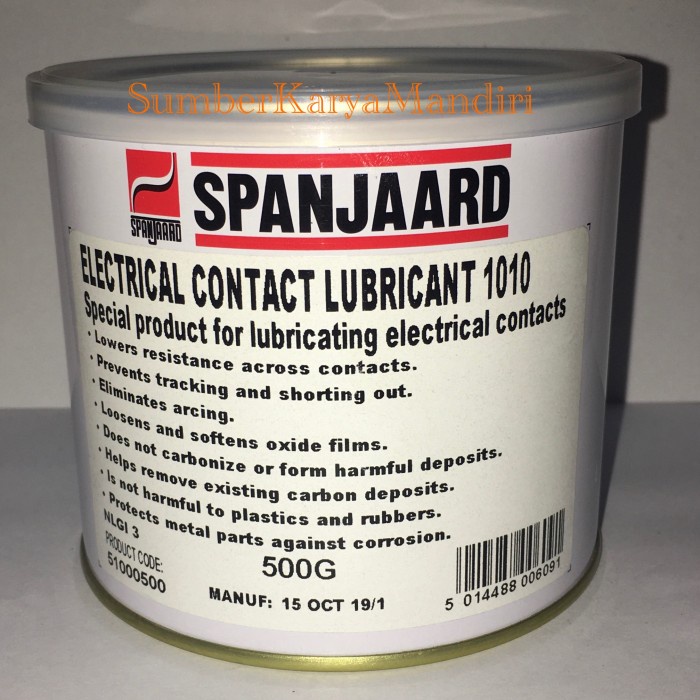 SumberKaryaMandiri
SPANJAARD
SPANJAARD
ELECTRICAL CONTACT LUBRICANT 1010
Special product for lubricating electrical contacts
• Lowers resistance across contacts.
• Prevents tracking and shorting out.
• Eliminates arcing.
• Loosens and softens oxide films.
• Does not carbonize or form harmful deposits.
• Helps remove existing carbon deposits.
• Is not harmful to plastics and rubbers.
• Protects metal parts against corrosion.
NLGI 3
PRODUCT CODE:
51000500
500G
MANUF: 15 OCT 19/1
5 014488 006091